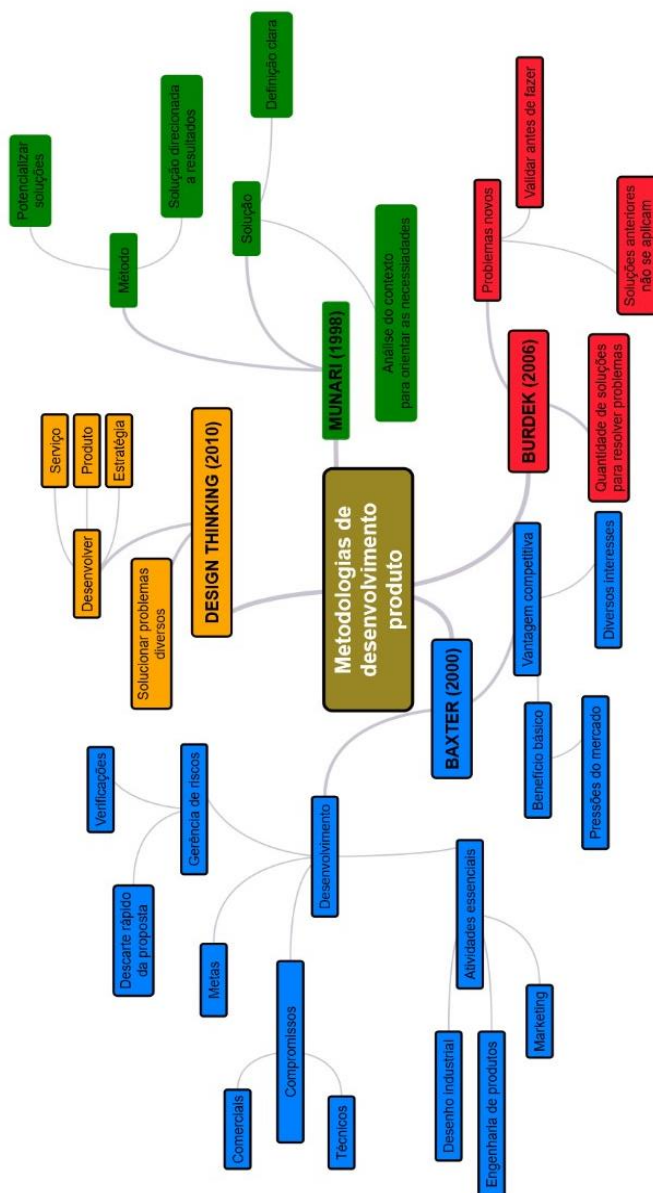 Metodologias de
desenvolvimento
produto
DESIGN THINKING (2010)
Desenvolver
Serviço
Produto
Estratégia
Solucionar problemas
diversos
MUNARI (1998)
Método
Potencializar
soluções
Solução direcionada
a resultados
Solução
Definição clara
Análise do contexto
para orientar as necessiadades
BURDEK (2006)
Problemas novos
Validar antes de fazer
Soluções anteriores
não se aplicam
Quantidade de soluções
para resolver problemas
BAXTER (2000)
Vantagem competitiva
Diversos interesses
Benefício básico
Pressões do mercado
Desenvolvimento
Gerência de riscos
Verificações
Descarte rápido
da proposta
Metas
Compromissos
Comerciais
Técnicos
Atividades essenciais
Desenho industrial
Engenharia de produtos
Marketing